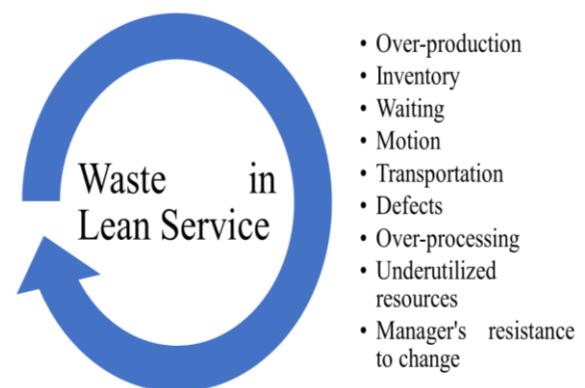 Waste in
Lean Service
• Over-production
• Inventory
• Waiting
• Motion
• Transportation
• Defects
• Over-processing
• Underutilized
resources
• Manager's resistance
to change